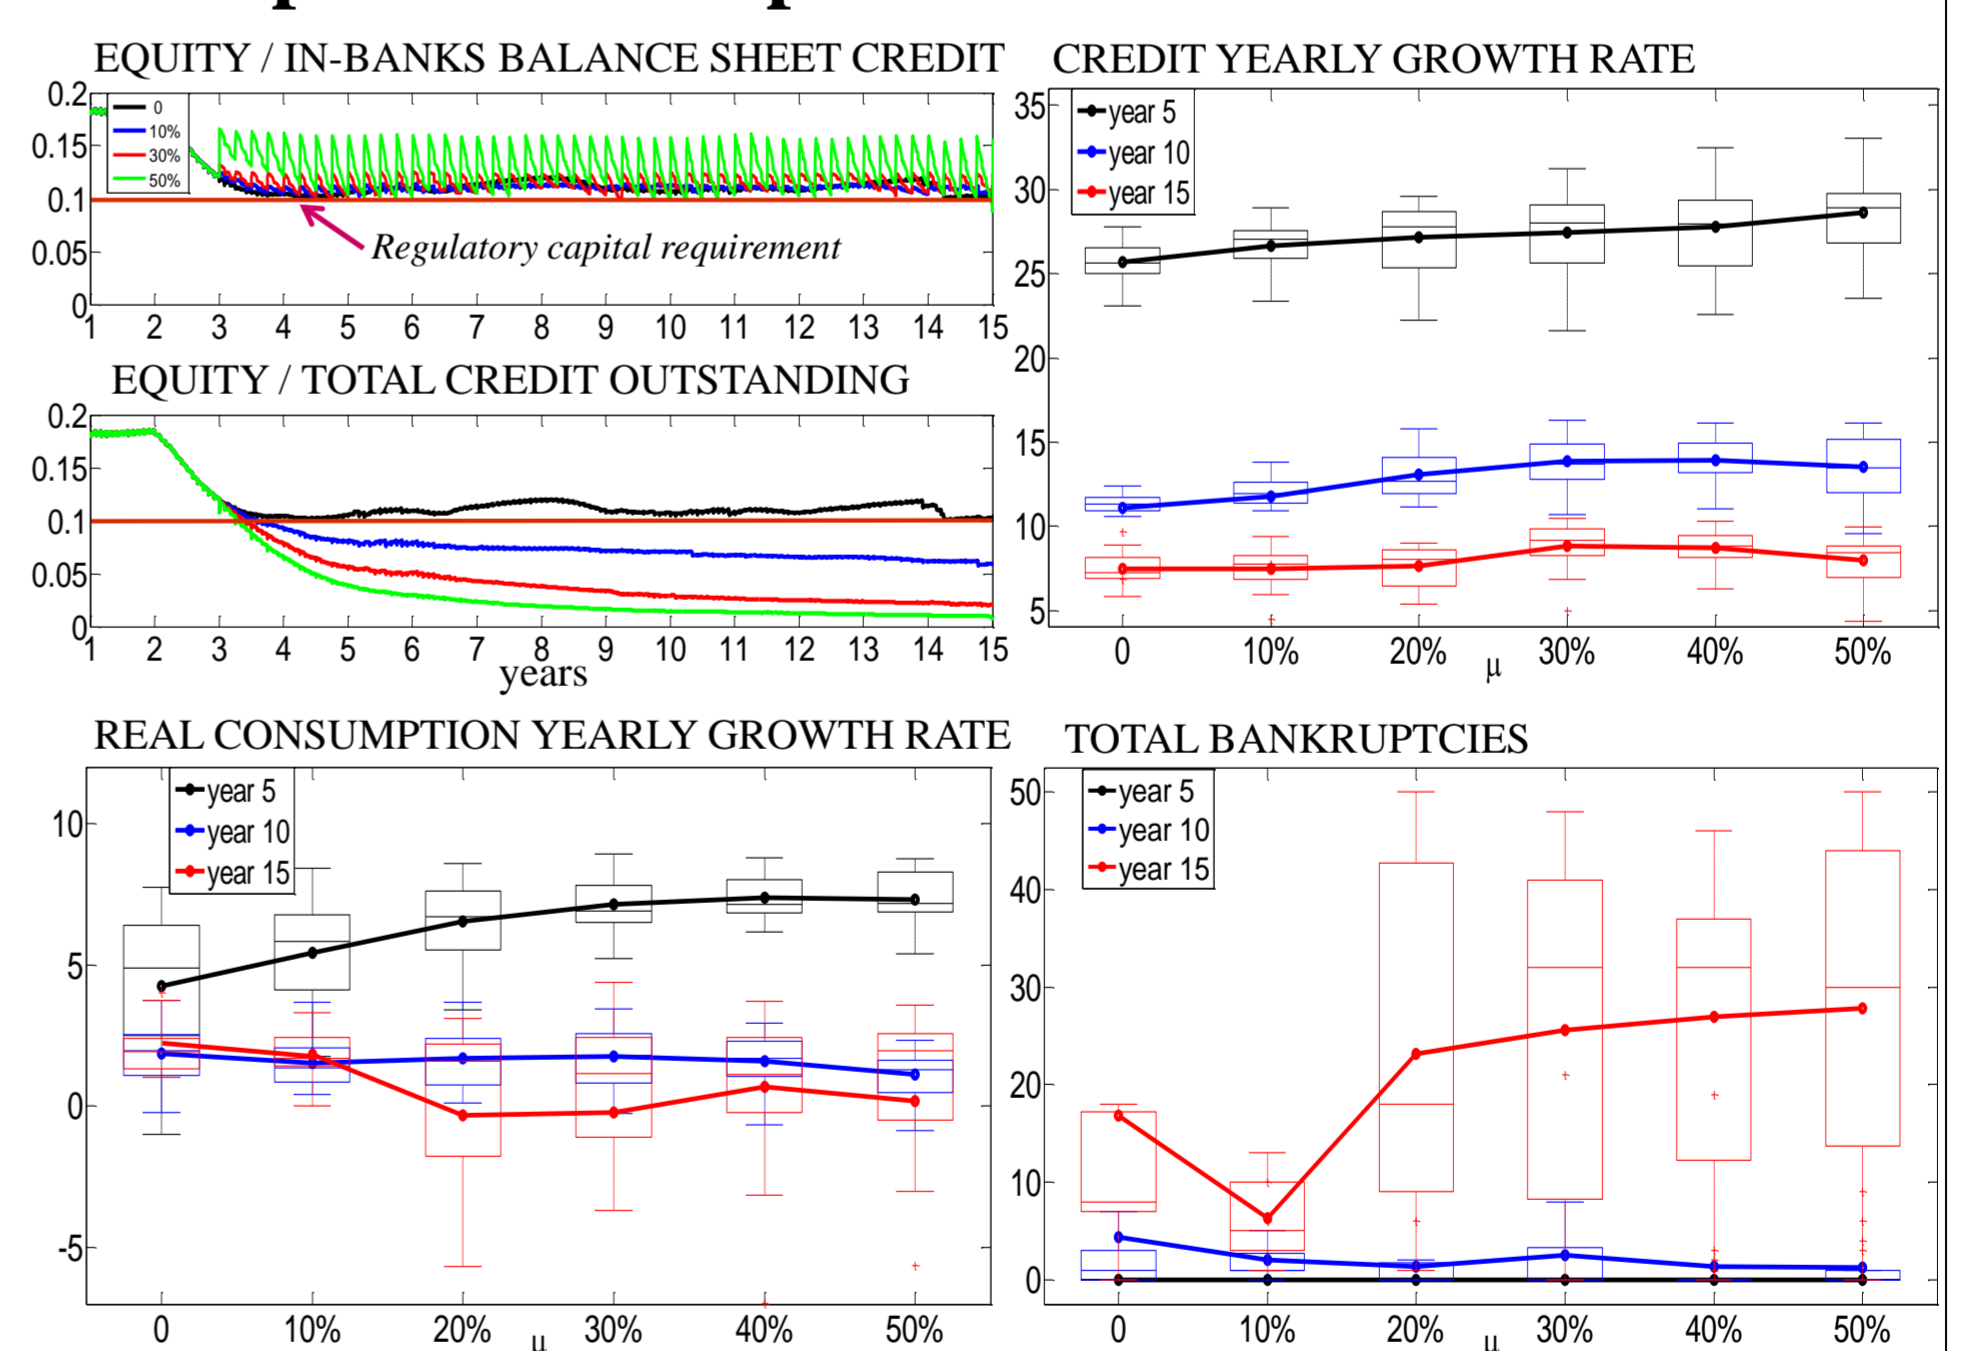 EQUITY / IN-BANKS BALANCE SHEET CREDIT
0.2
0.15
0.1
0.05
0
0
10%
30%
50%
Regulatory capital requirement
1 2 3 4 5 6 7 8 9 10 11 12 13 14 15
EQUITY / TOTAL CREDIT OUTSTANDING
0.2
0.15
0.1
0.05
0
1 2 3 4 5 6 7 8 9 10 11 12 13 14 15
years
CREDIT YEARLY GROWTH RATE
35
30
25
20
15
10
5
year 5
year 10
year 15
0 10% 20% 30% 40% 50%
μ
REAL CONSUMPTION YEARLY GROWTH RATE
10
5
0
-5
year 5
year 10
year 15
0 10% 20% 30% 40% 50%
μ
TOTAL BANKRUPTCIES
50
40
30
20
10
0
year 5
year 10
year 15
0 10% 20% 30% 40% 50%
μ